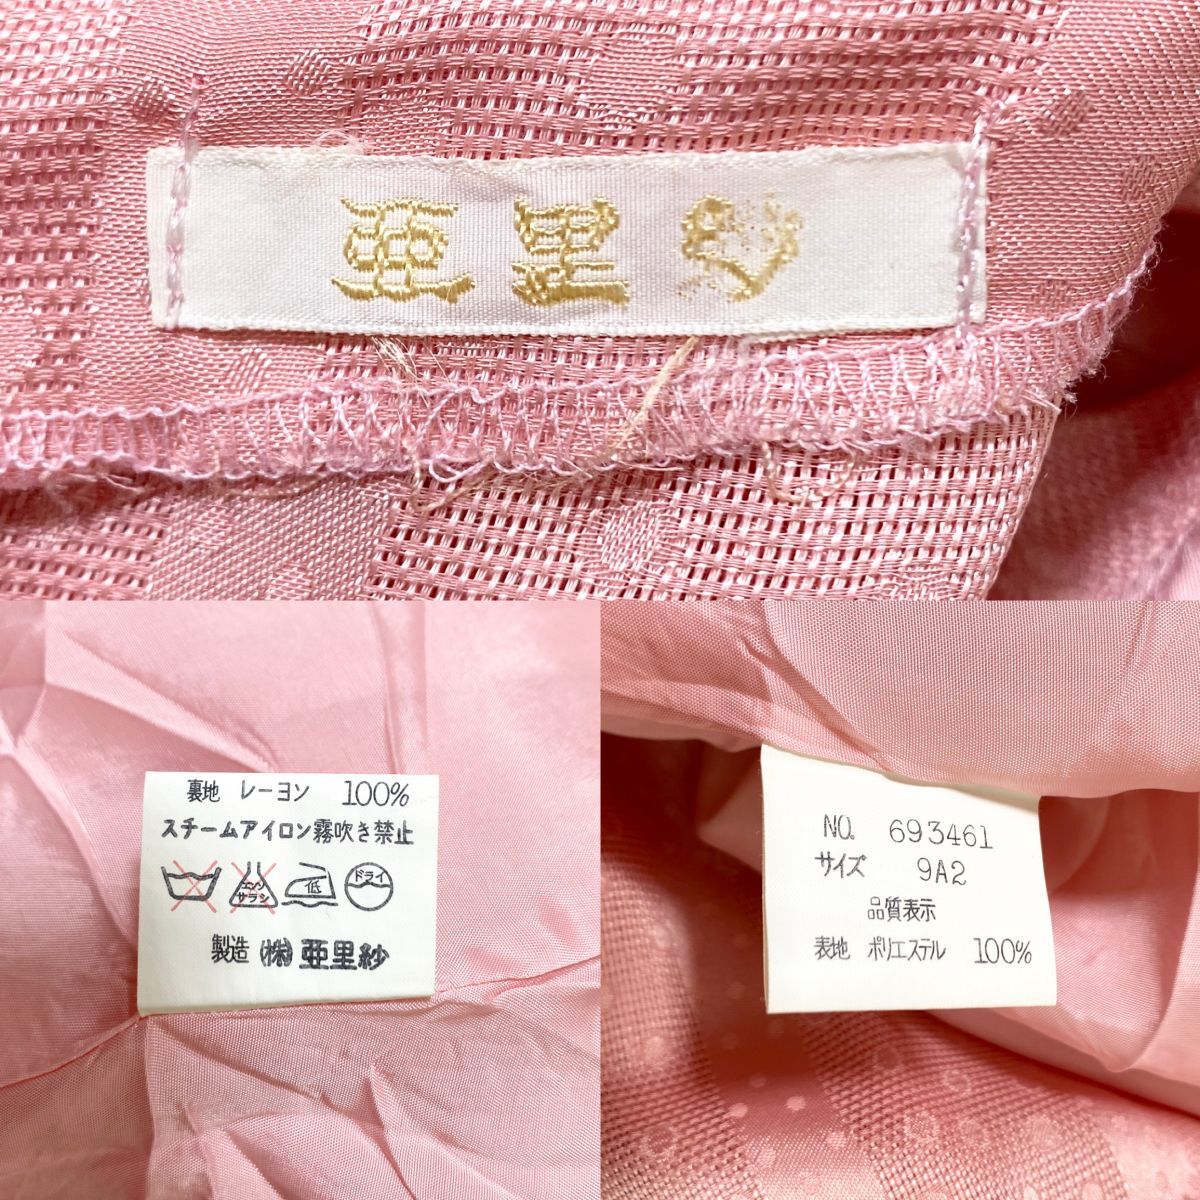 亜里
裏地 レーヨン 100%
スチームアイロン霧吹き禁止
エンソ
サラシ
低
ドライ
製造 (株) 亜里紗
NO. 693461
サイズ 9A2
品質表示
表地 ポリエステル 100%